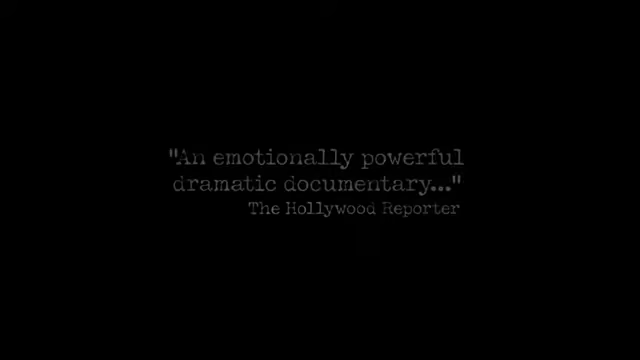 "An emotionally powerful
dramatic documentary..."
The Hollywood Reporter